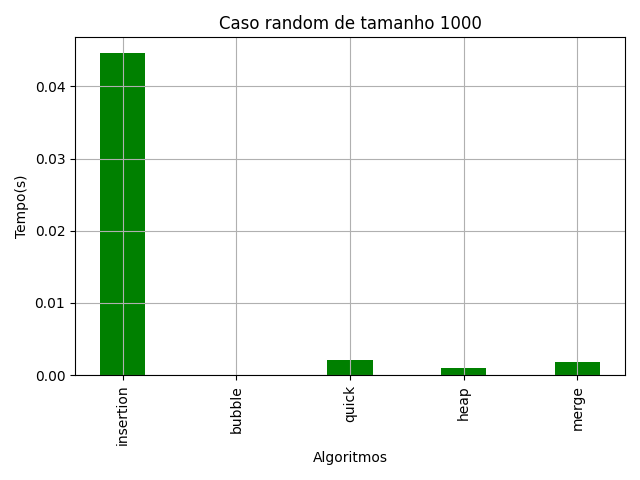 Caso random de tamanho 1000
Tempo(s)
0.04
0.03
0.02
0.01
0.00
insertion
bubble
quick
heap
merge
Algoritmos